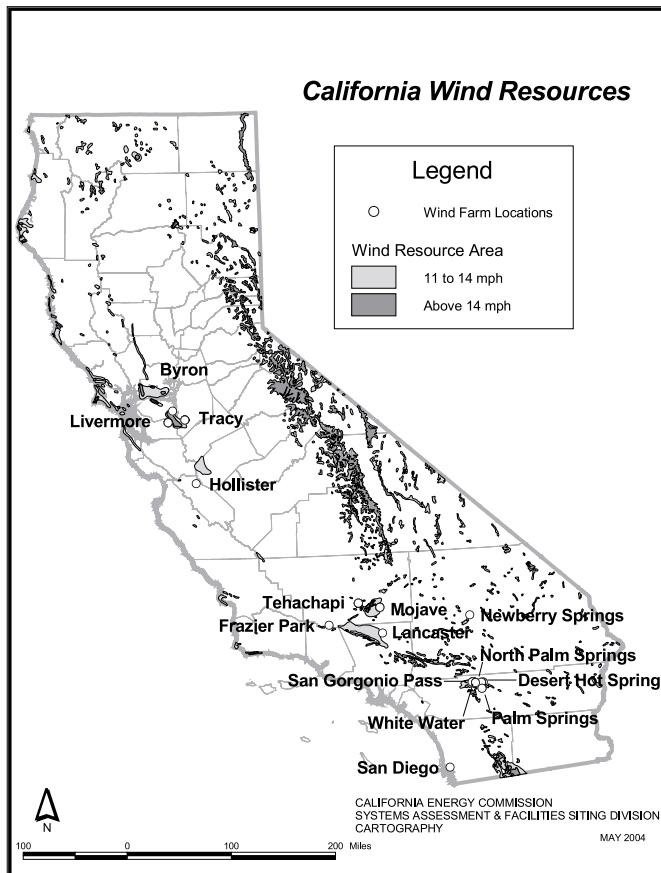 California Wind Resources
Legend
Wind Farm Locations
Wind Resource Area
11 to 14 mph
Above 14 mph
Byron
Livermore
Tracy
Hollister
Tehachapi
Mojave
Newberry Springs
Frazier Park
Lancaster
North Palm Springs
San Gorgonio Pass
Desert Hot Spring
White Water
Palm Springs
San Diego
N
CALIFORNIA ENERGY COMMISSION
SYSTEMS ASSESSMENT & FACILITIES SITING DIVISION
CARTOGRAPHY
MAY 2004
100 0 100 200 Miles